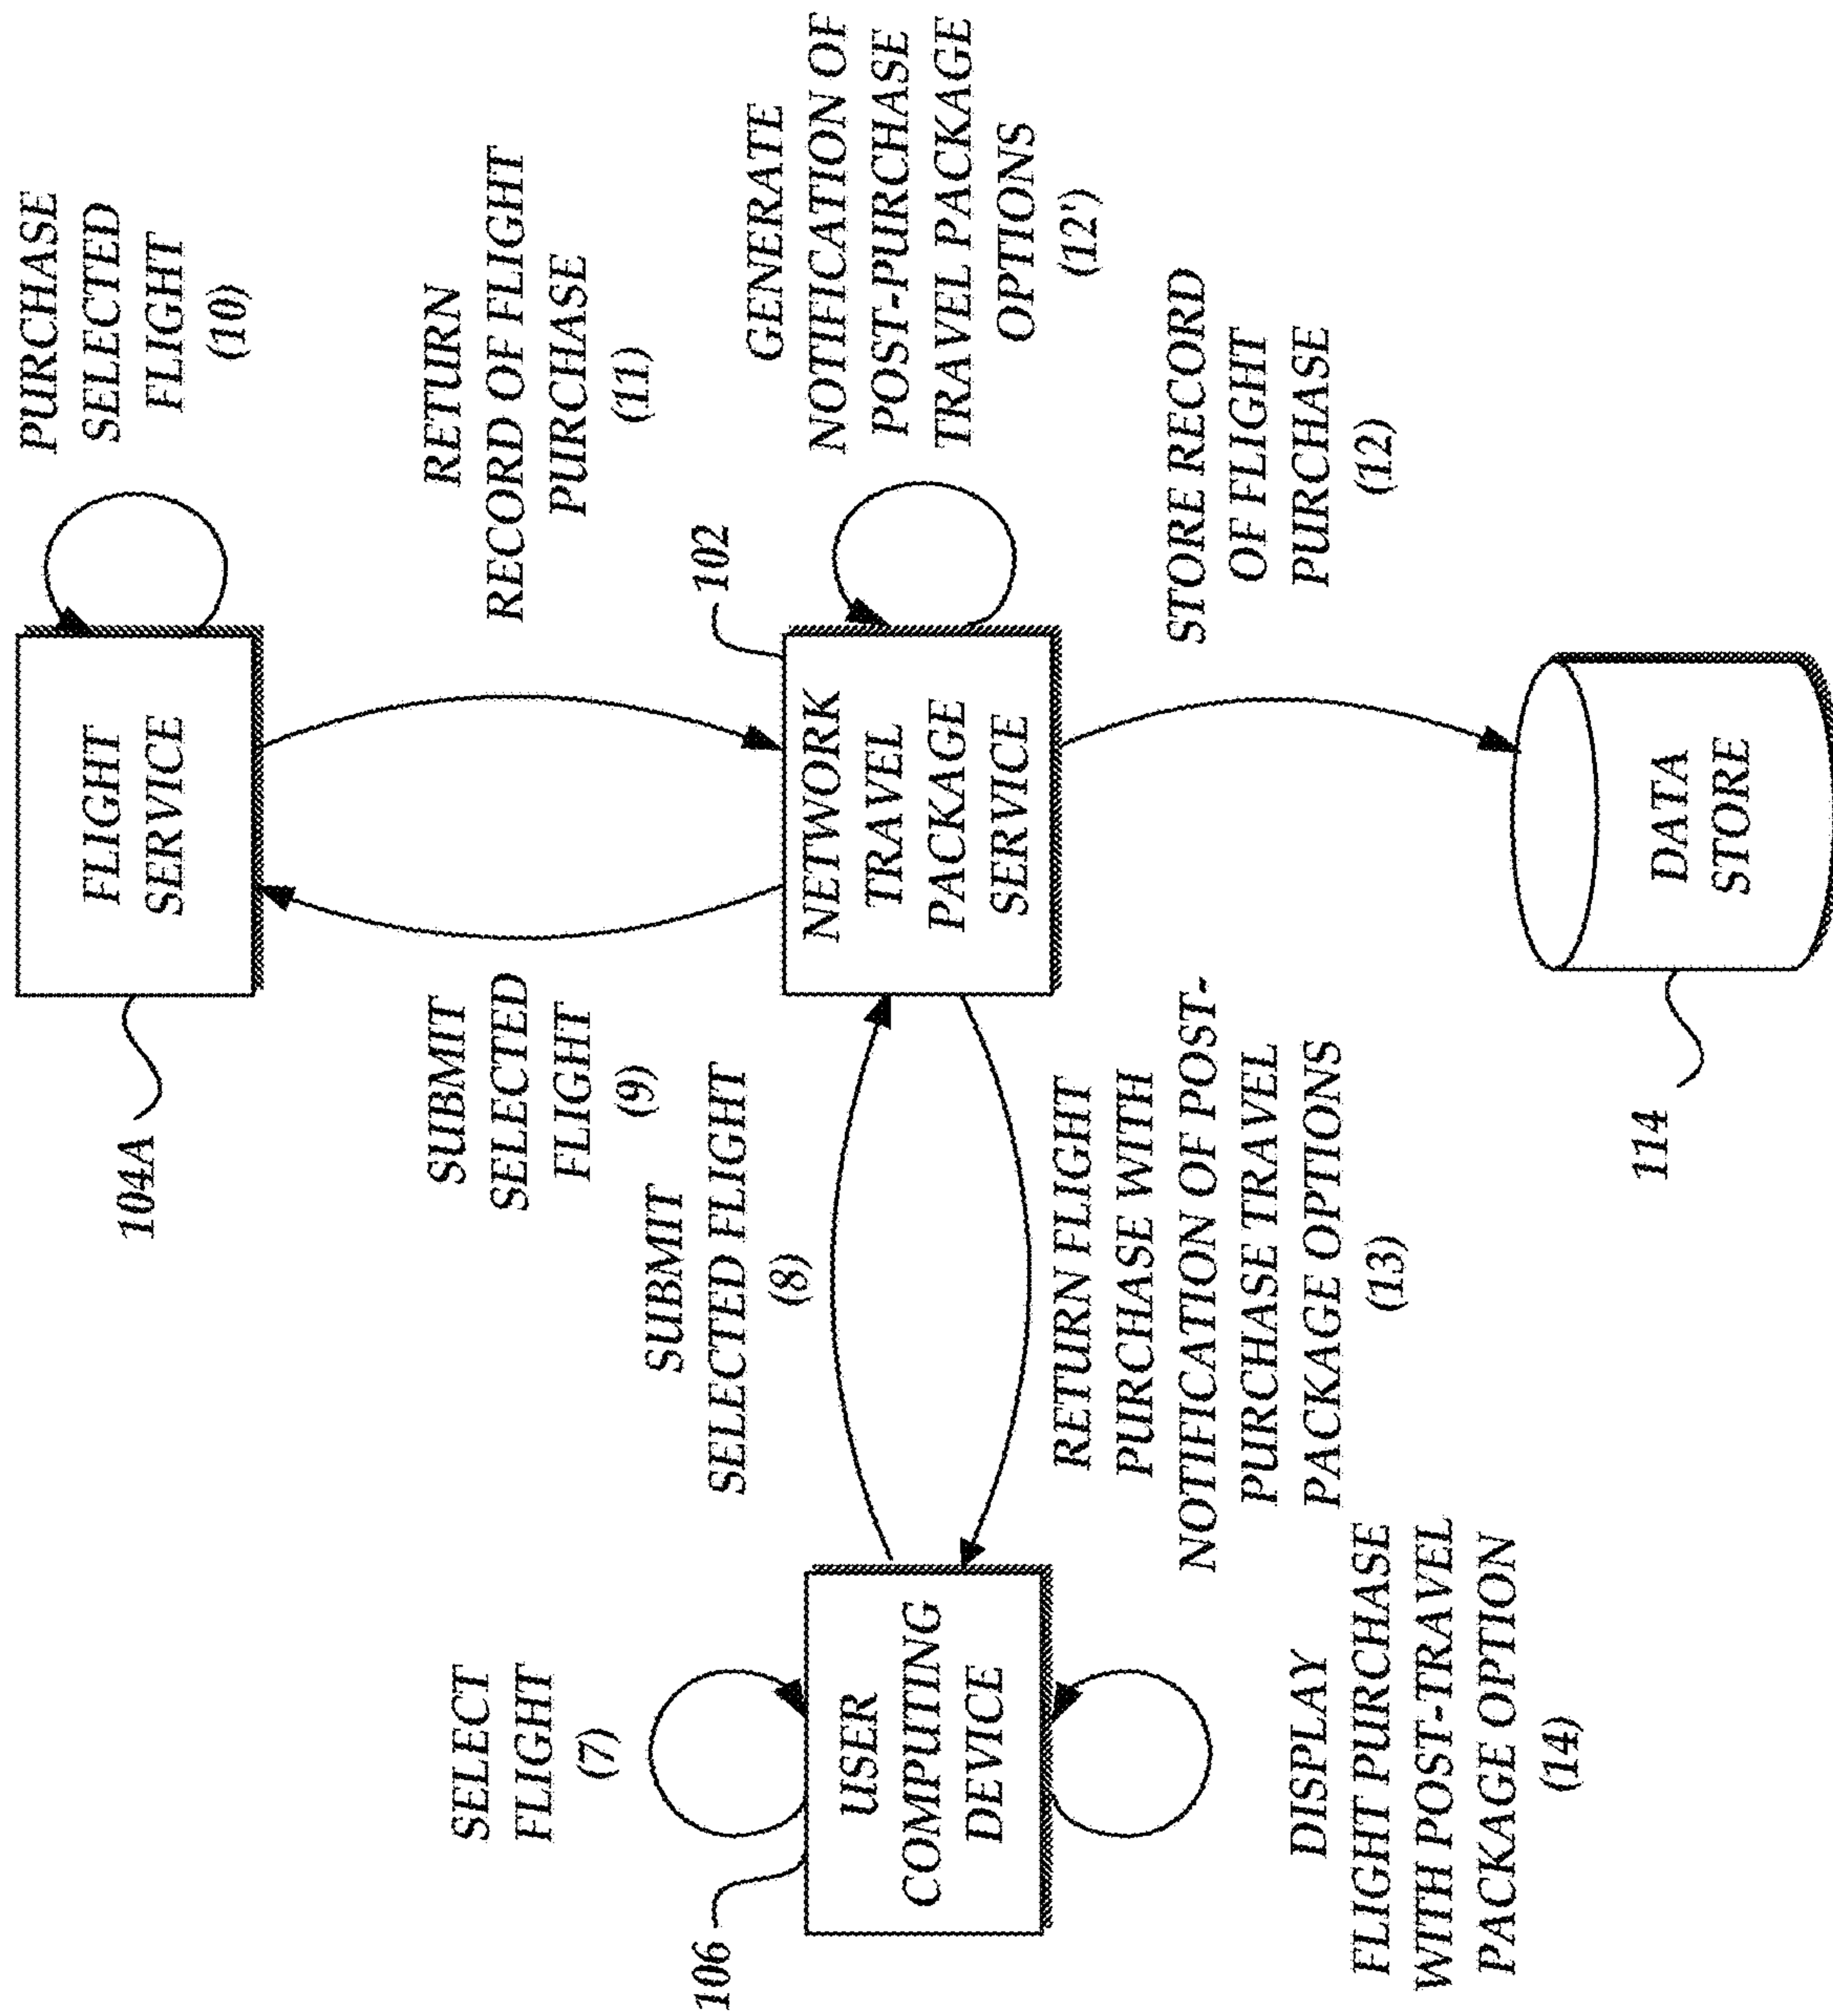 PURCHASE
SELECTED
FLIGHT
(10)
FLIGHT
SERVICE
104A
RETURN
RECORD OF FLIGHT
PURCHASE
(11)
SUBMIT
SELECTED
FLIGHT
(9)
102
GENERATE
NOTIFICATION OF
POST-PURCHASE
TRAVEL PACKAGE
OPTIONS
(12')
NETWORK
TRAVEL
PACKAGE
SERVICE
SUBMIT
SELECTED FLIGHT
(8)
SELECT
FLIGHT
(7)
106
USER
COMPUTING
DEVICE
RETURN FLIGHT
PURCHASE WITH
NOTIFICATION OF POST-
PURCHASE TRAVEL
PACKAGE OPTIONS
(13)
STORE RECORD
OF FLIGHT
PURCHASE
(12)
DISPLAY
FLIGHT PURCHASE
WITH POST-TRAVEL
PACKAGE OPTION
(14)
DATA
STORE
114